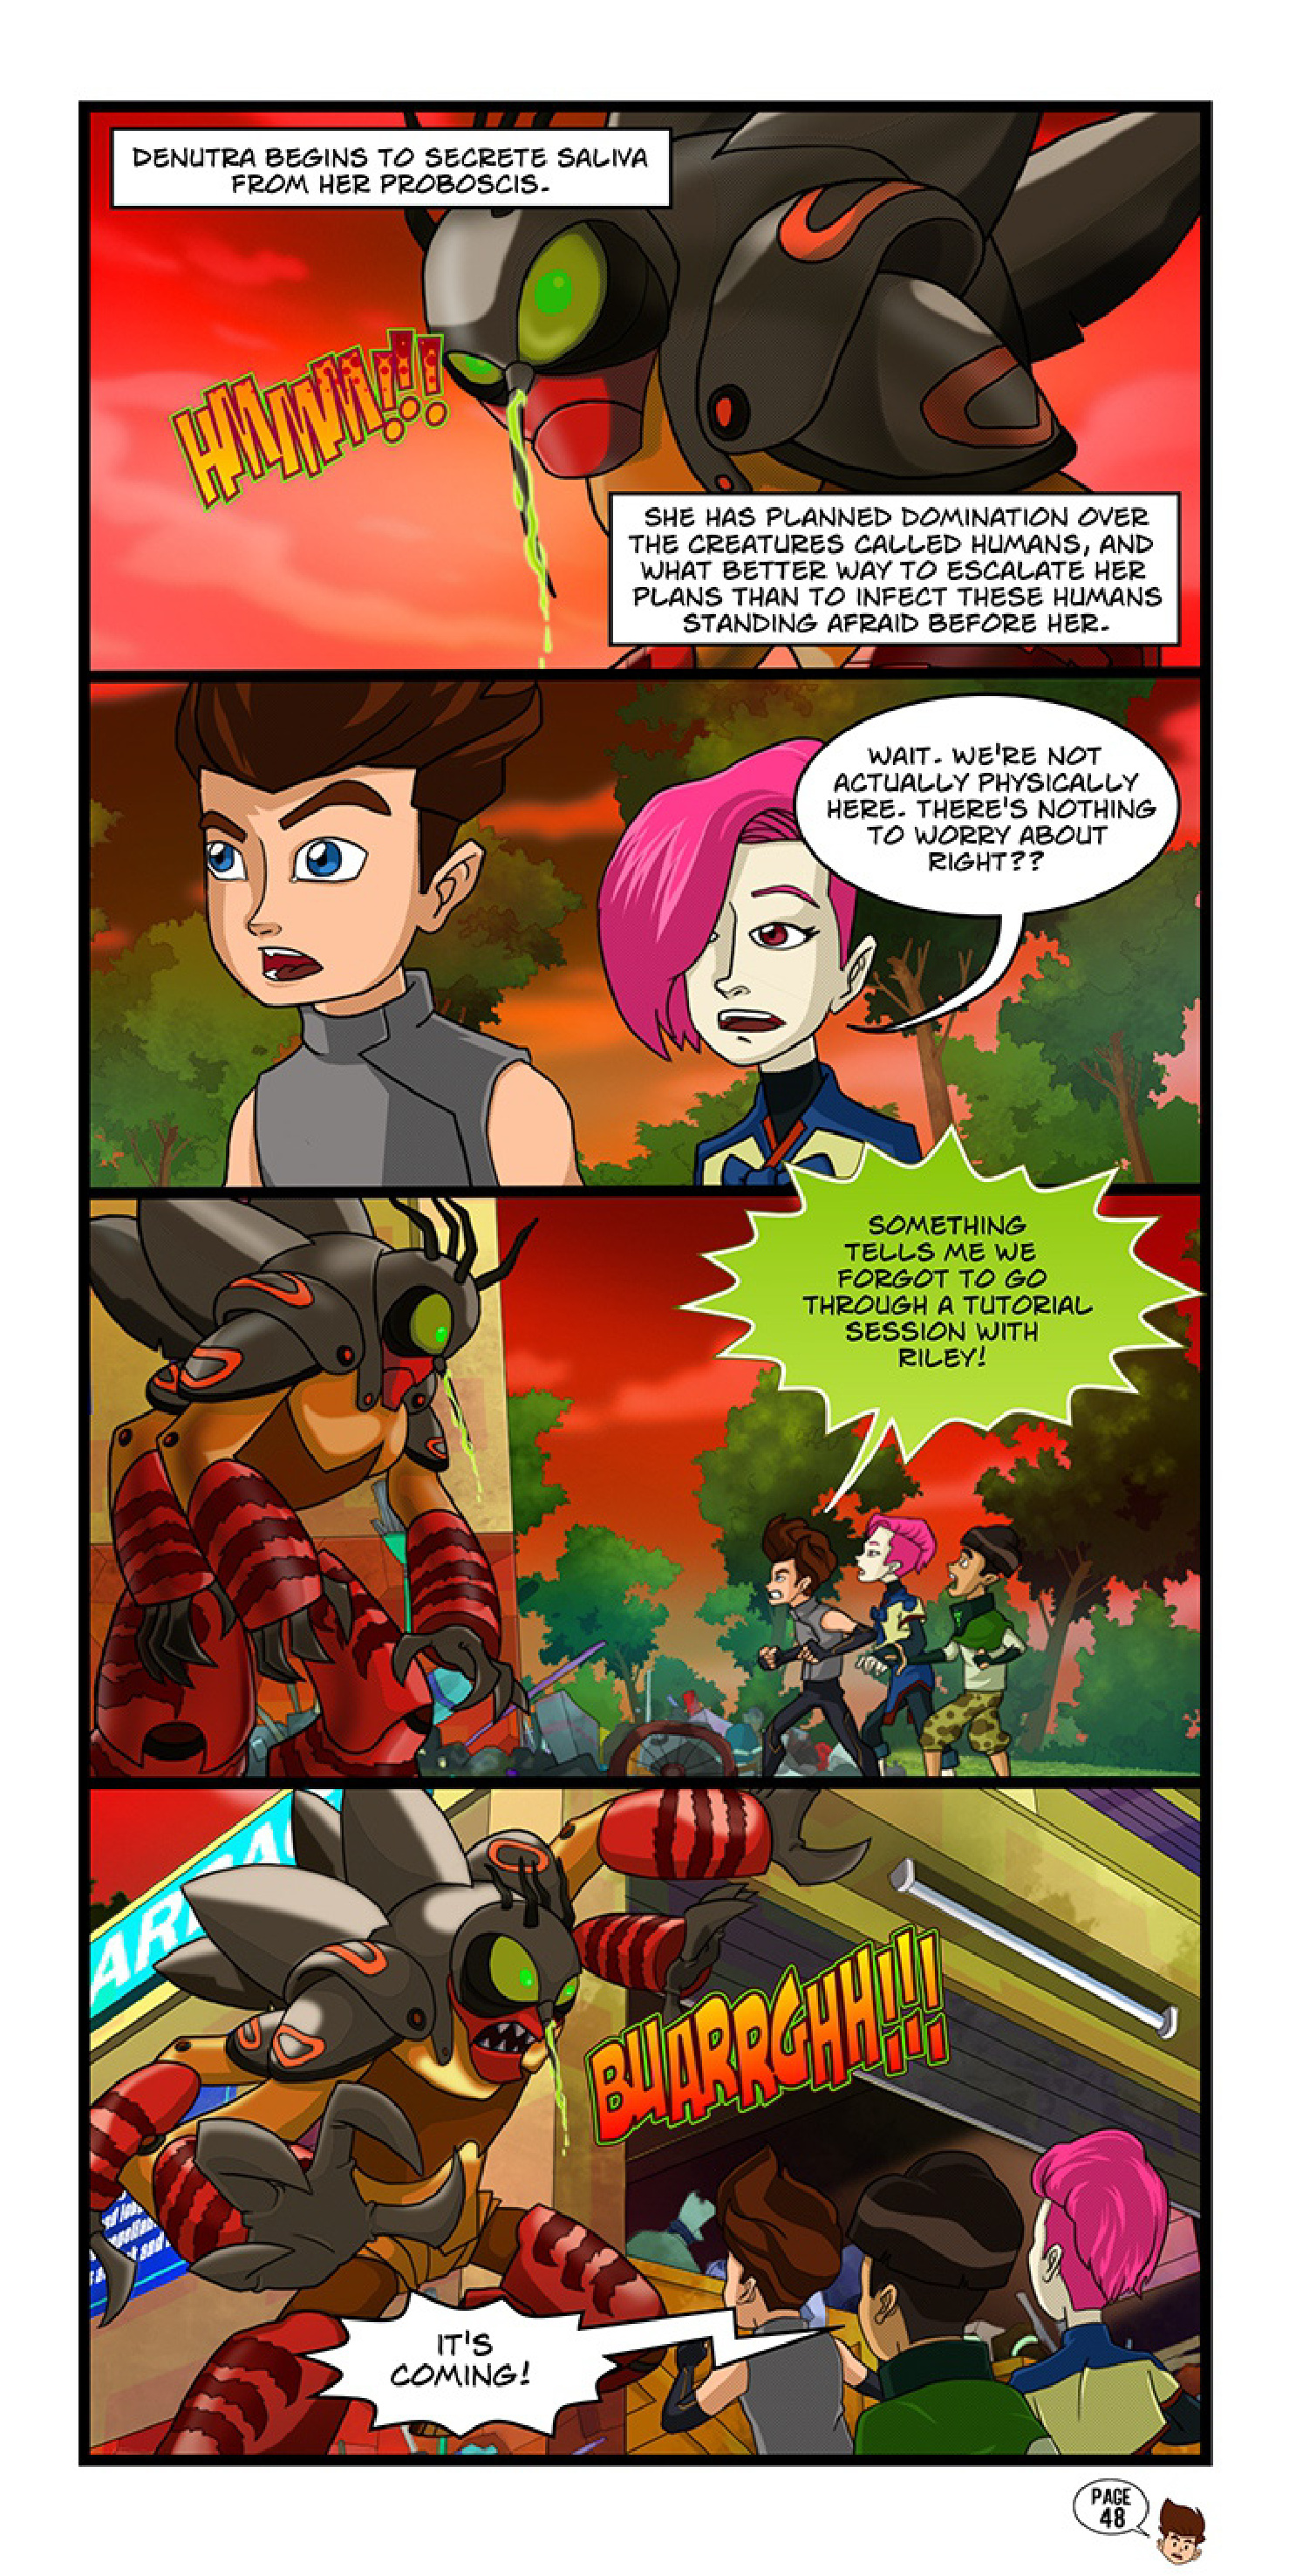 DENUTRA BEGINS TO SECRETE SALIVA
FROM HER PROBOSCIS.
HMMM!!!
SHE HAS PLANNED DOMINATION OVER
THE CREATURES CALLED HUMANS, AND
WHAT BETTER WAY TO ESCALATE HER
PLANS THAN TO INFECT THESE HUMANS
STANDING AFRAID BEFORE HER.
WAIT. WE'RE NOT
ACTUALLY PHYSICALLY
HERE. THERE'S NOTHING
TO WORRY ABOUT
RIGHT??
SOMETHING
TELLS ME WE
FORGOT TO GO
THROUGH A TUTORIAL
SESSION WITH
RILEY!
BUARRGHH!!!
IT'S
COMING!
PAGE
48